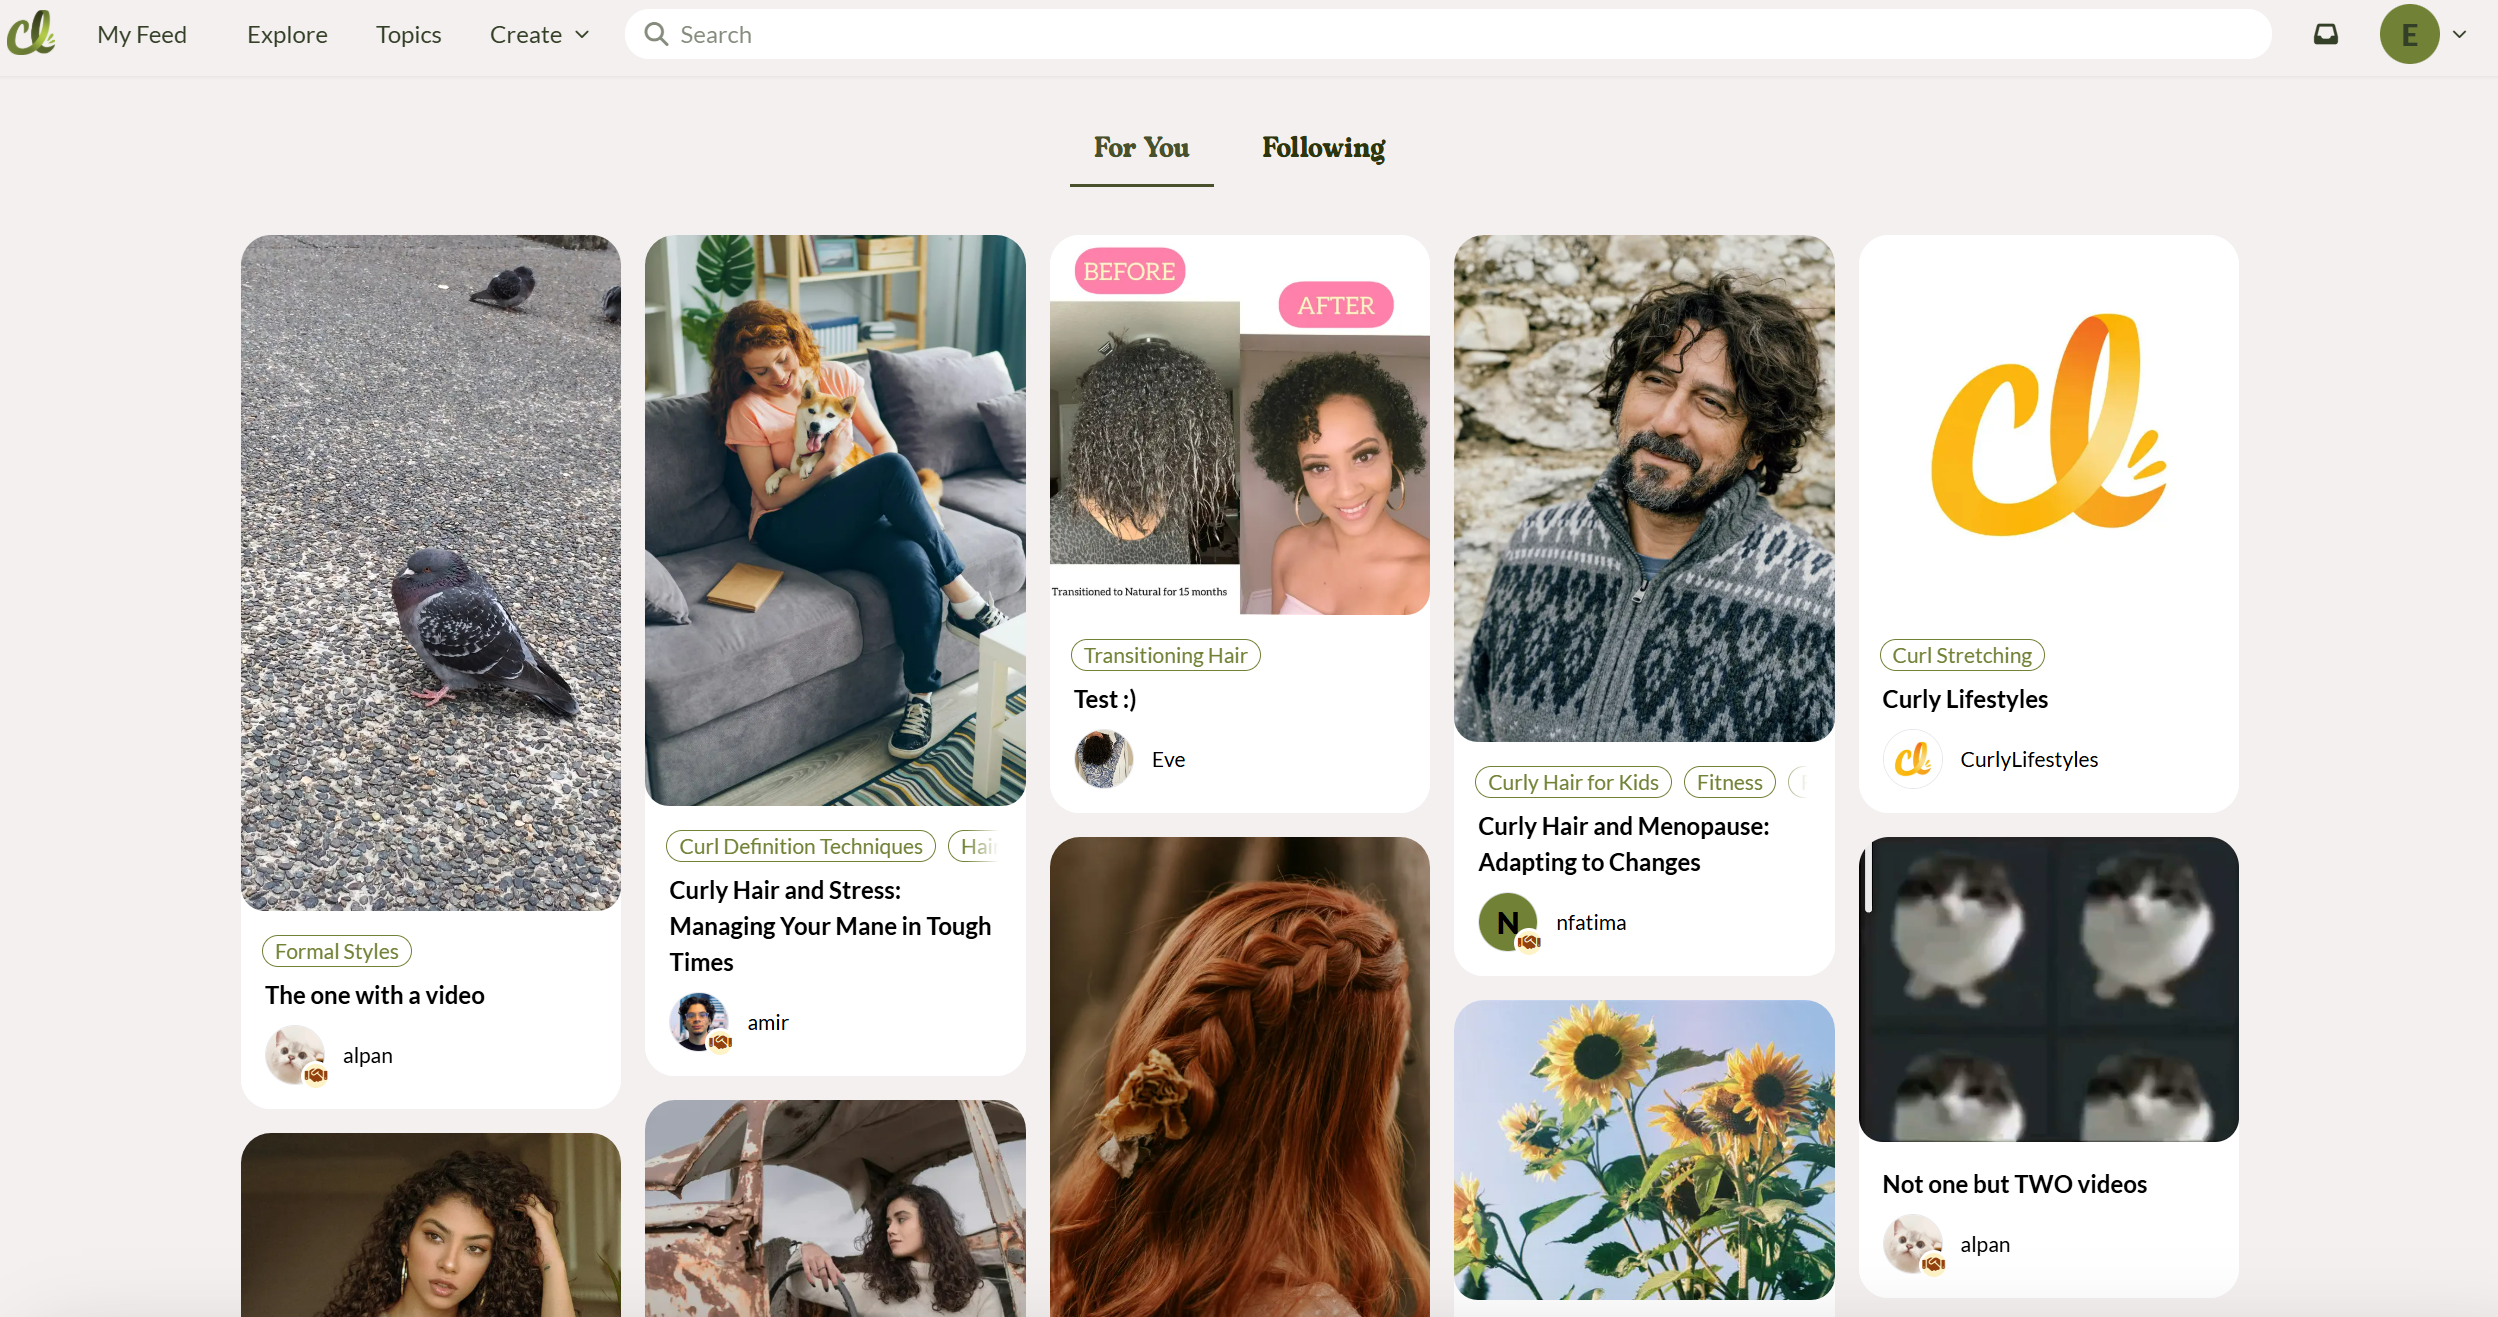 cl
My Feed
Explore
Topics
Create
Search
E
For You
Following
Formal Styles
The one with a video
alpan
Curl Definition Techniques
Curly Hair and Stress:
Managing Your Mane in Tough
Times
amir
BEFORE
AFTER
Transitioned to Natural for 15 months
Transitioning Hair
Test :)
Eve
Curly Hair for Kids
Fitness
Curly Hair and Menopause:
Adapting to Changes
N
nfatima
cl
Curl Stretching
Curly Lifestyles
cl
CurlyLifestyles
Not one but TWO videos
alpan